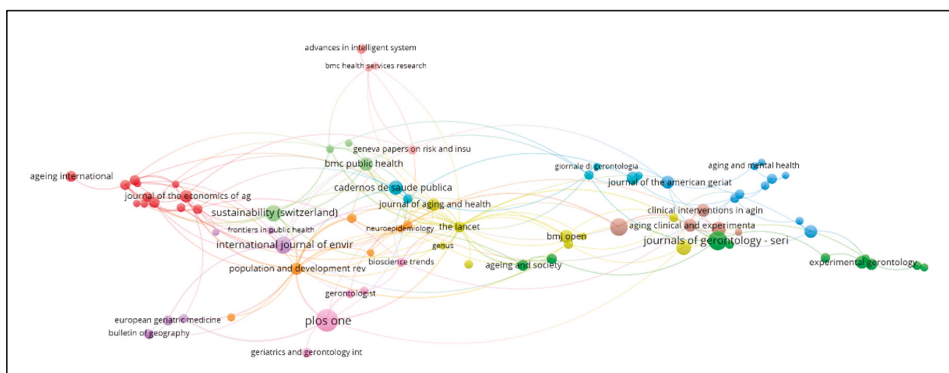 advances in intelligent system
bmc health services research
geneva papers on risk and insu
bmc public health
giornale di gerontologia
aging and mental health
ageing international
cadernos de saude publica
journal of the american geriat
journal of the economics of ag
journal of aging and health
clinical interventions in agin
sustainability (switzerland)
frontiers in public health
neuroepidemiology
the lancet
aging clinical and experimenta
international journal of envir
genus
bmj open
journals of gerontology - seri
bioscience trends
population and development rev
ageing and society
experimental gerontology
gerontologist
european geriatric medicine
plos one
bulletin of geography
geriatrics and gerontology int